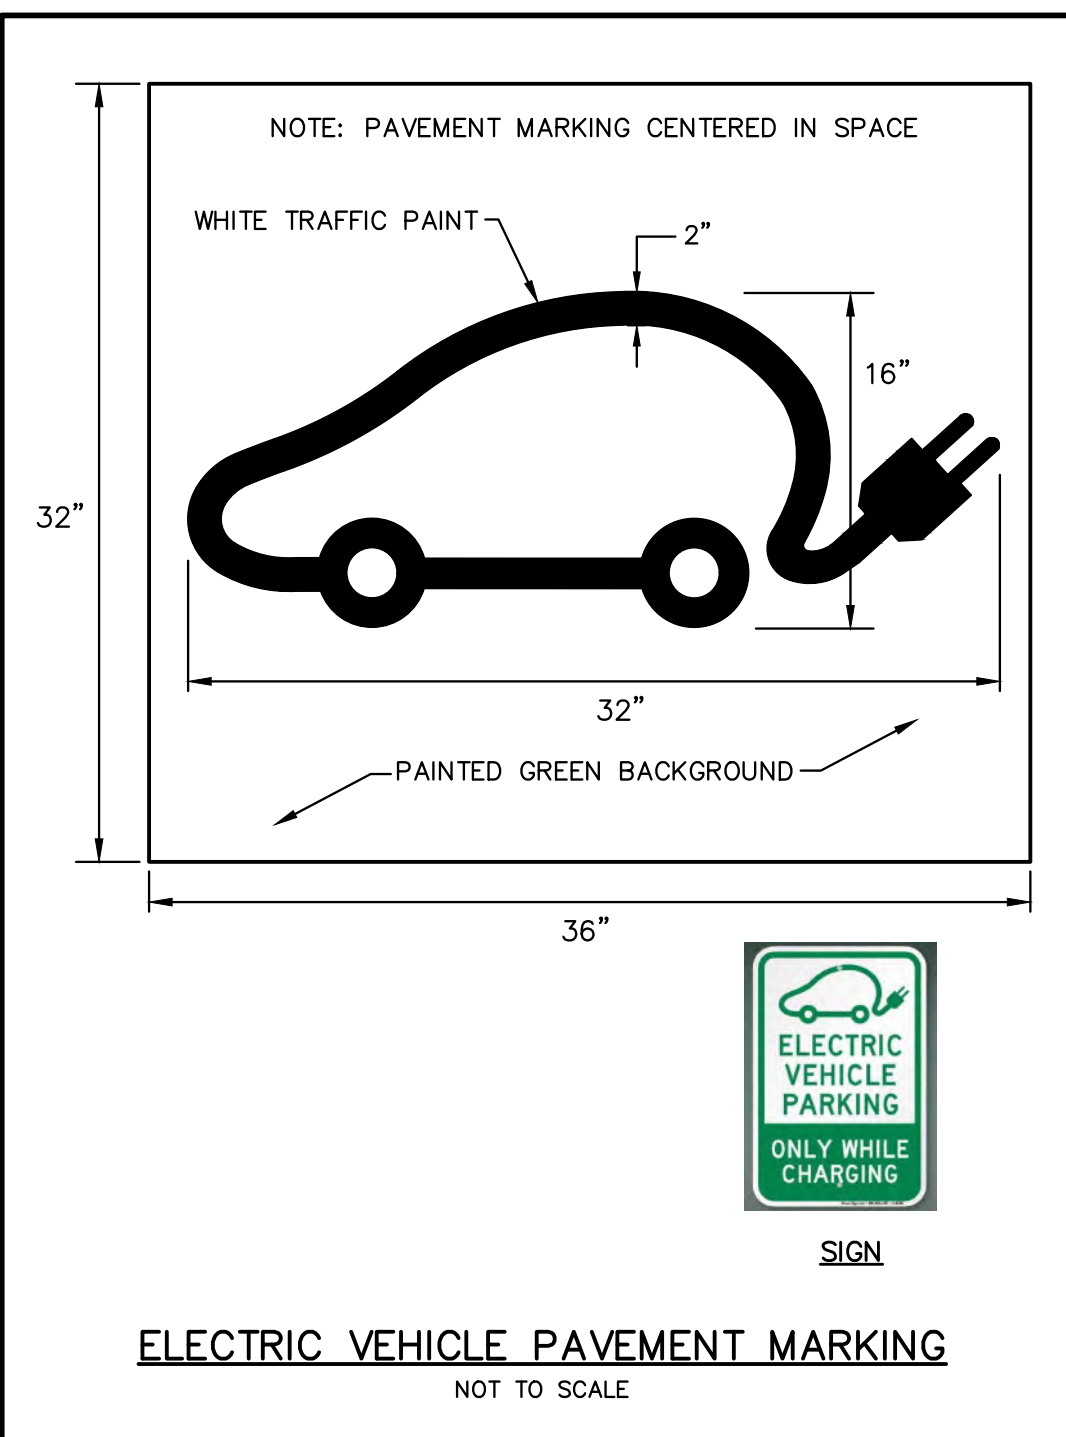 NOTE: PAVEMENT MARKING CENTERED IN SPACE
WHITE TRAFFIC PAINT
2”
16”
32”
32”
PAINTED GREEN BACKGROUND
36”
ELECTRIC
VEHICLE
PARKING
ONLY WHILE
CHARGING
SIGN
ELECTRIC VEHICLE PAVEMENT MARKING
NOT TO SCALE